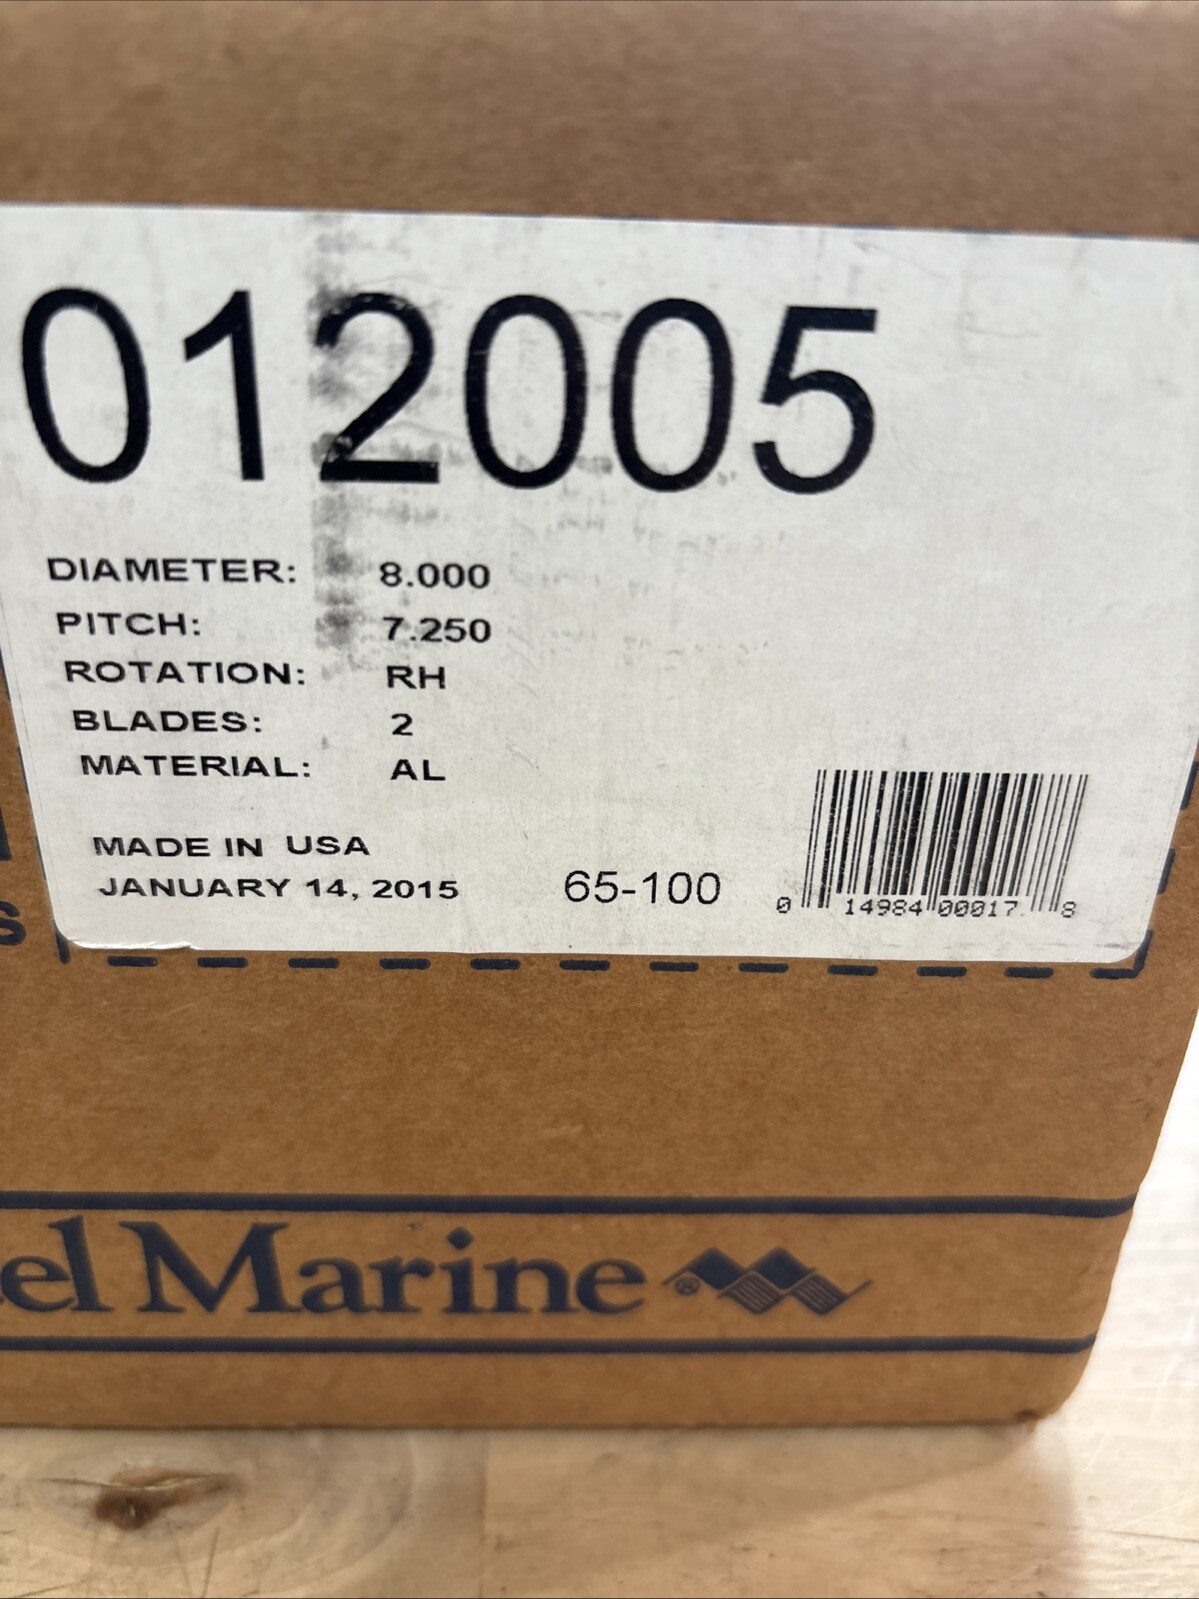 012005
DIAMETER: 8.000
PITCH: 7.250
ROTATION: RH
BLADES: 2
MATERIAL: AL
MADE IN USA
JANUARY 14, 2015 65-100
0 14984 00017 8
el Marine ®
s